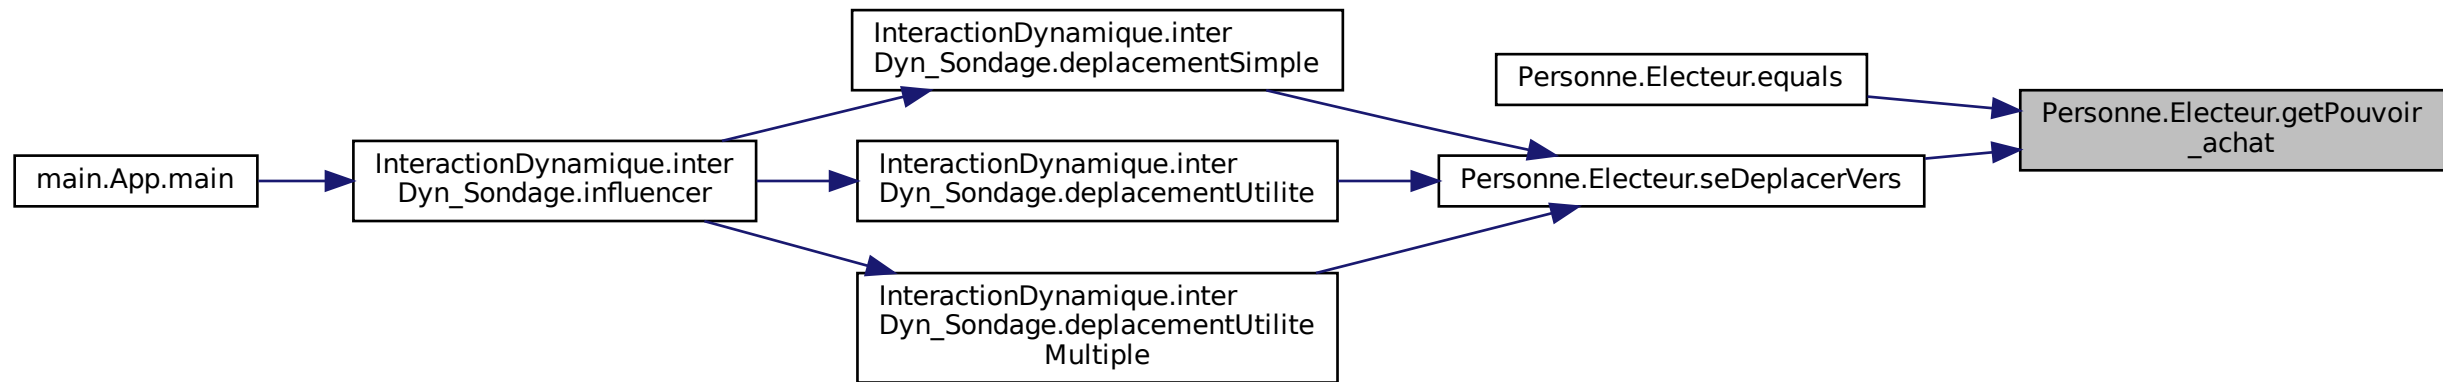 main.App.main
InteractionDynamique.inter
Dyn_Sondage.influencer
InteractionDynamique.inter
Dyn_Sondage.deplacementSimple
InteractionDynamique.inter
Dyn_Sondage.deplacementUtilite
InteractionDynamique.inter
Dyn_Sondage.deplacementUtilite
Multiple
Personne.Electeur.equals
Personne.Electeur.seDeplacerVers
Personne.Electeur.getPouvoir
_achat